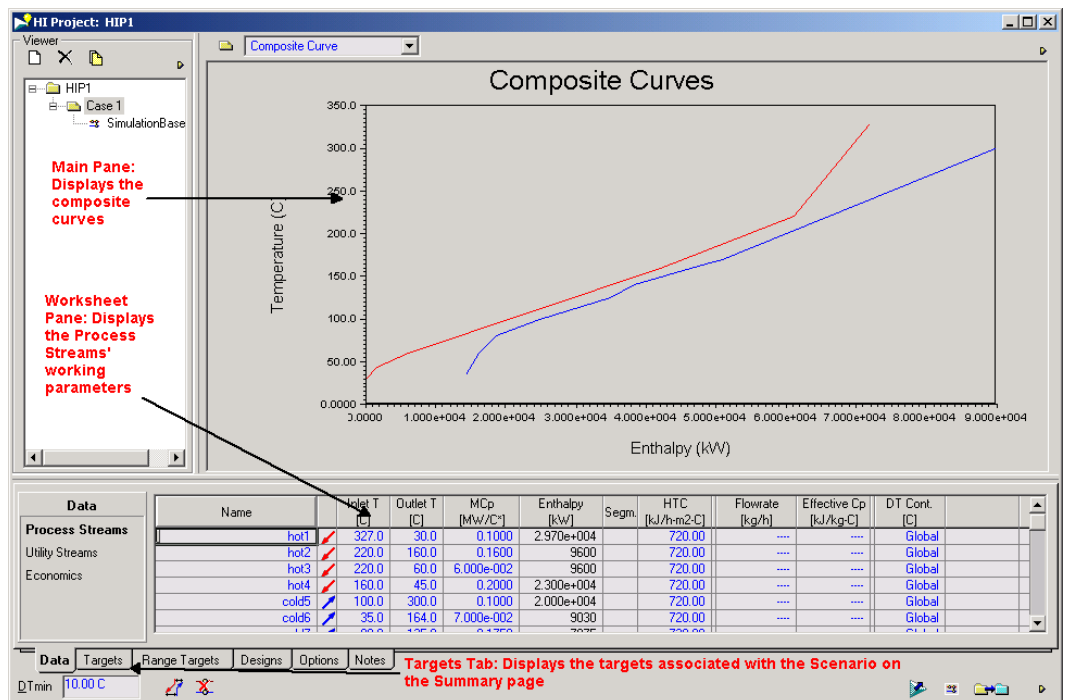 HI Project: HIP1
Viewer
HIP1
Case 1
SimulationBase
Composite Curve
Composite Curves
Main Pane:
Displays the
composite
curves
Worksheet
Pane: Displays
the Process
Streams'
working
parameters
Temperature (C)
350.0
300.0
250.0
200.0
150.0
100.0
50.00
0.0000
0.0000 1.000e+004 2.000e+004 3.000e+004 4.000e+004 5.000e+004 6.000e+004 7.000e+004 8.000e+004 9.000e+004
Enthalpy (kW)
Data
Process Streams
Utility Streams
Economics
Name Inlet T [C] Outlet T [C] MCp [MW/C°] Enthalpy [kW] Segm. HTC [kJ/h-m2-C] Flowrate [kg/h] Effective Cp [kJ/kg-C] DT Cont. [C]
hot1 327.0 30.0 0.1000 2.970e+004 720.00 ---- ---- Global
hot2 220.0 160.0 0.1600 9600 720.00 ---- ---- Global
hot3 220.0 60.0 6.000e-002 9600 720.00 ---- ---- Global
hot4 160.0 45.0 0.2000 2.300e+004 720.00 ---- ---- Global
cold5 100.0 300.0 0.1000 2.000e+004 720.00 ---- ---- Global
cold6 35.0 164.0 7.000e-002 9030 720.00 ---- ---- Global
Data Targets Range Targets Designs Options Notes
Targets Tab: Displays the targets associated with the Scenario on
the Summary page
DTmin 10.00 C